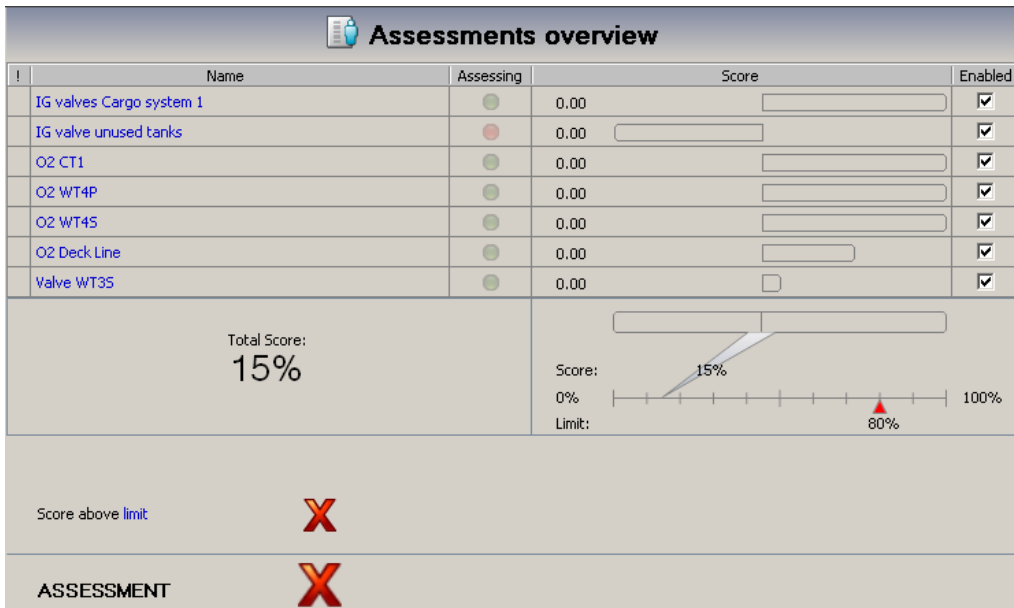 Assessments overview
! Name Assessing Score Enabled
IG valves Cargo system 1 0.00
IG valve unused tanks 0.00
O2 CT1 0.00
O2 WT4P 0.00
O2 WT4S 0.00
O2 Deck Line 0.00
Valve WT3S 0.00
Total Score:
15%
Score: 15%
0% 100%
Limit: 80%
Score above limit
ASSESSMENT